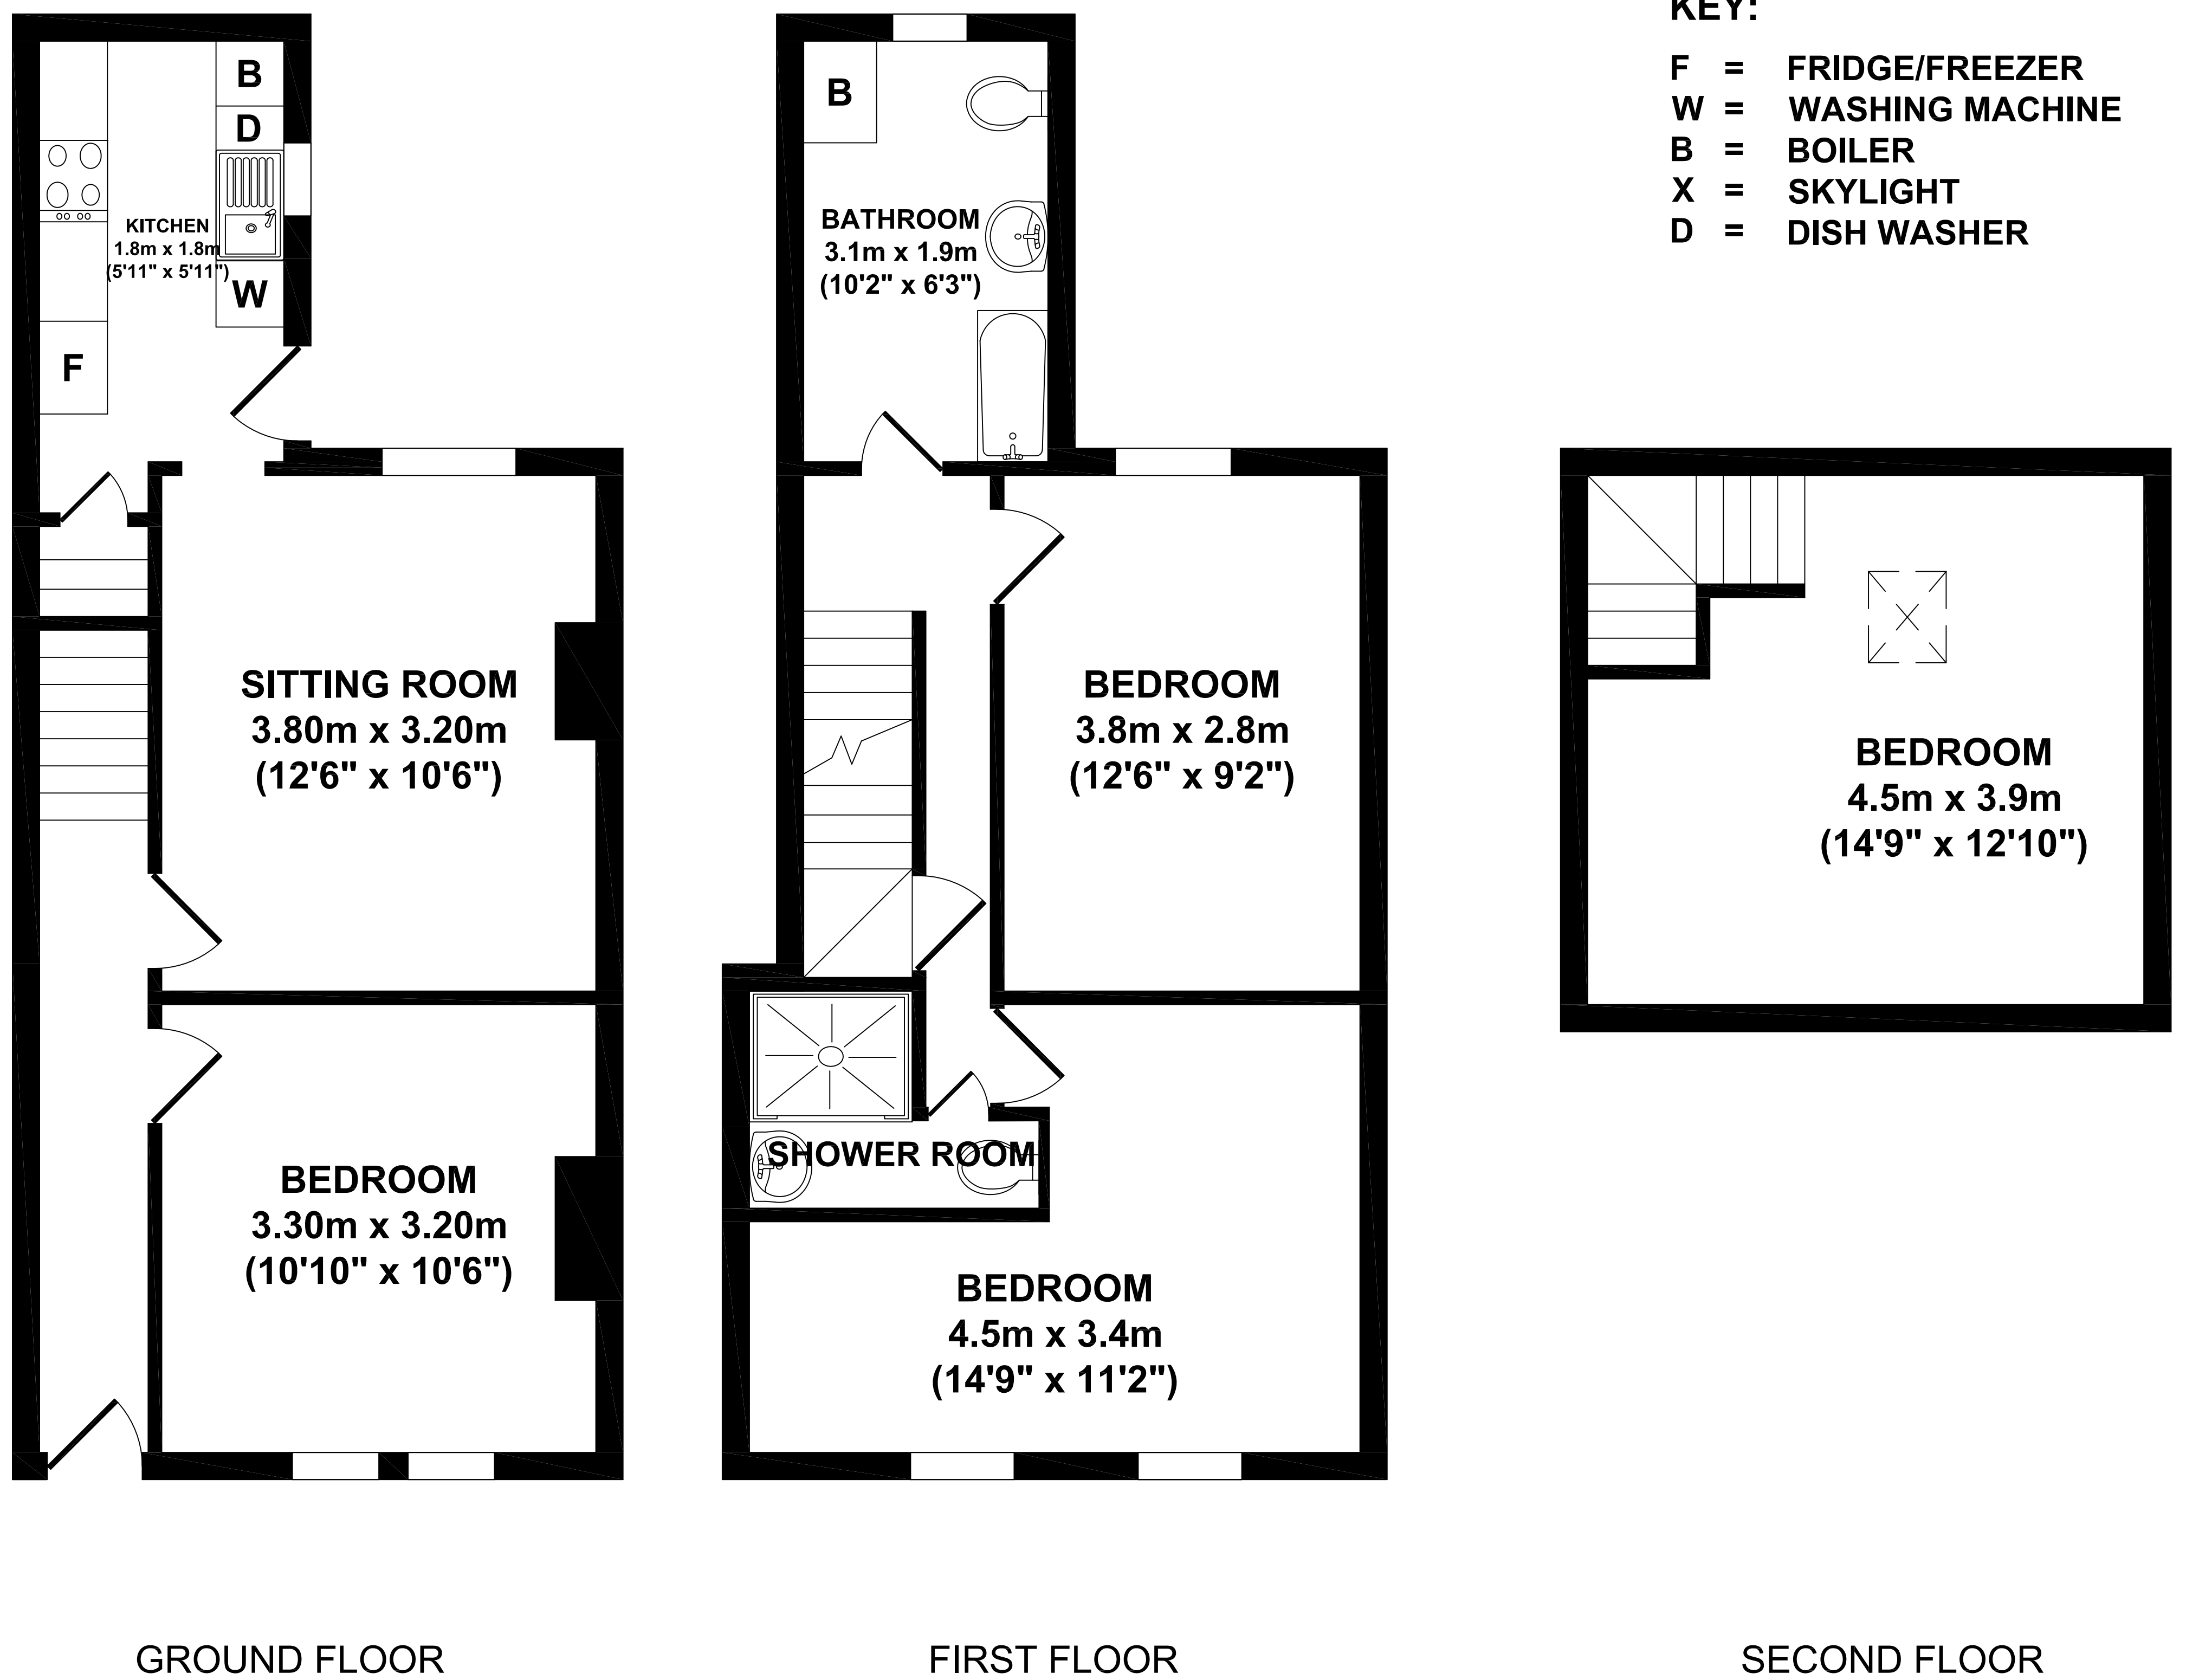 KEY:
F = FRIDGE/FREEZER
W = WASHING MACHINE
B = BOILER
X = SKYLIGHT
D = DISH WASHER
B
D
KITCHEN
1.8m x 1.8m
(5'11" x 5'11")
W
F
SITTING ROOM
3.80m x 3.20m
(12'6" x 10'6")
BEDROOM
3.30m x 3.20m
(10'10" x 10'6")
GROUND FLOOR
B
BATHROOM
3.1m x 1.9m
(10'2" x 6'3")
BEDROOM
3.8m x 2.8m
(12'6" x 9'2")
SHOWER ROOM
BEDROOM
4.5m x 3.4m
(14'9" x 11'2")
FIRST FLOOR
BEDROOM
4.5m x 3.9m
(14'9" x 12'10")
SECOND FLOOR